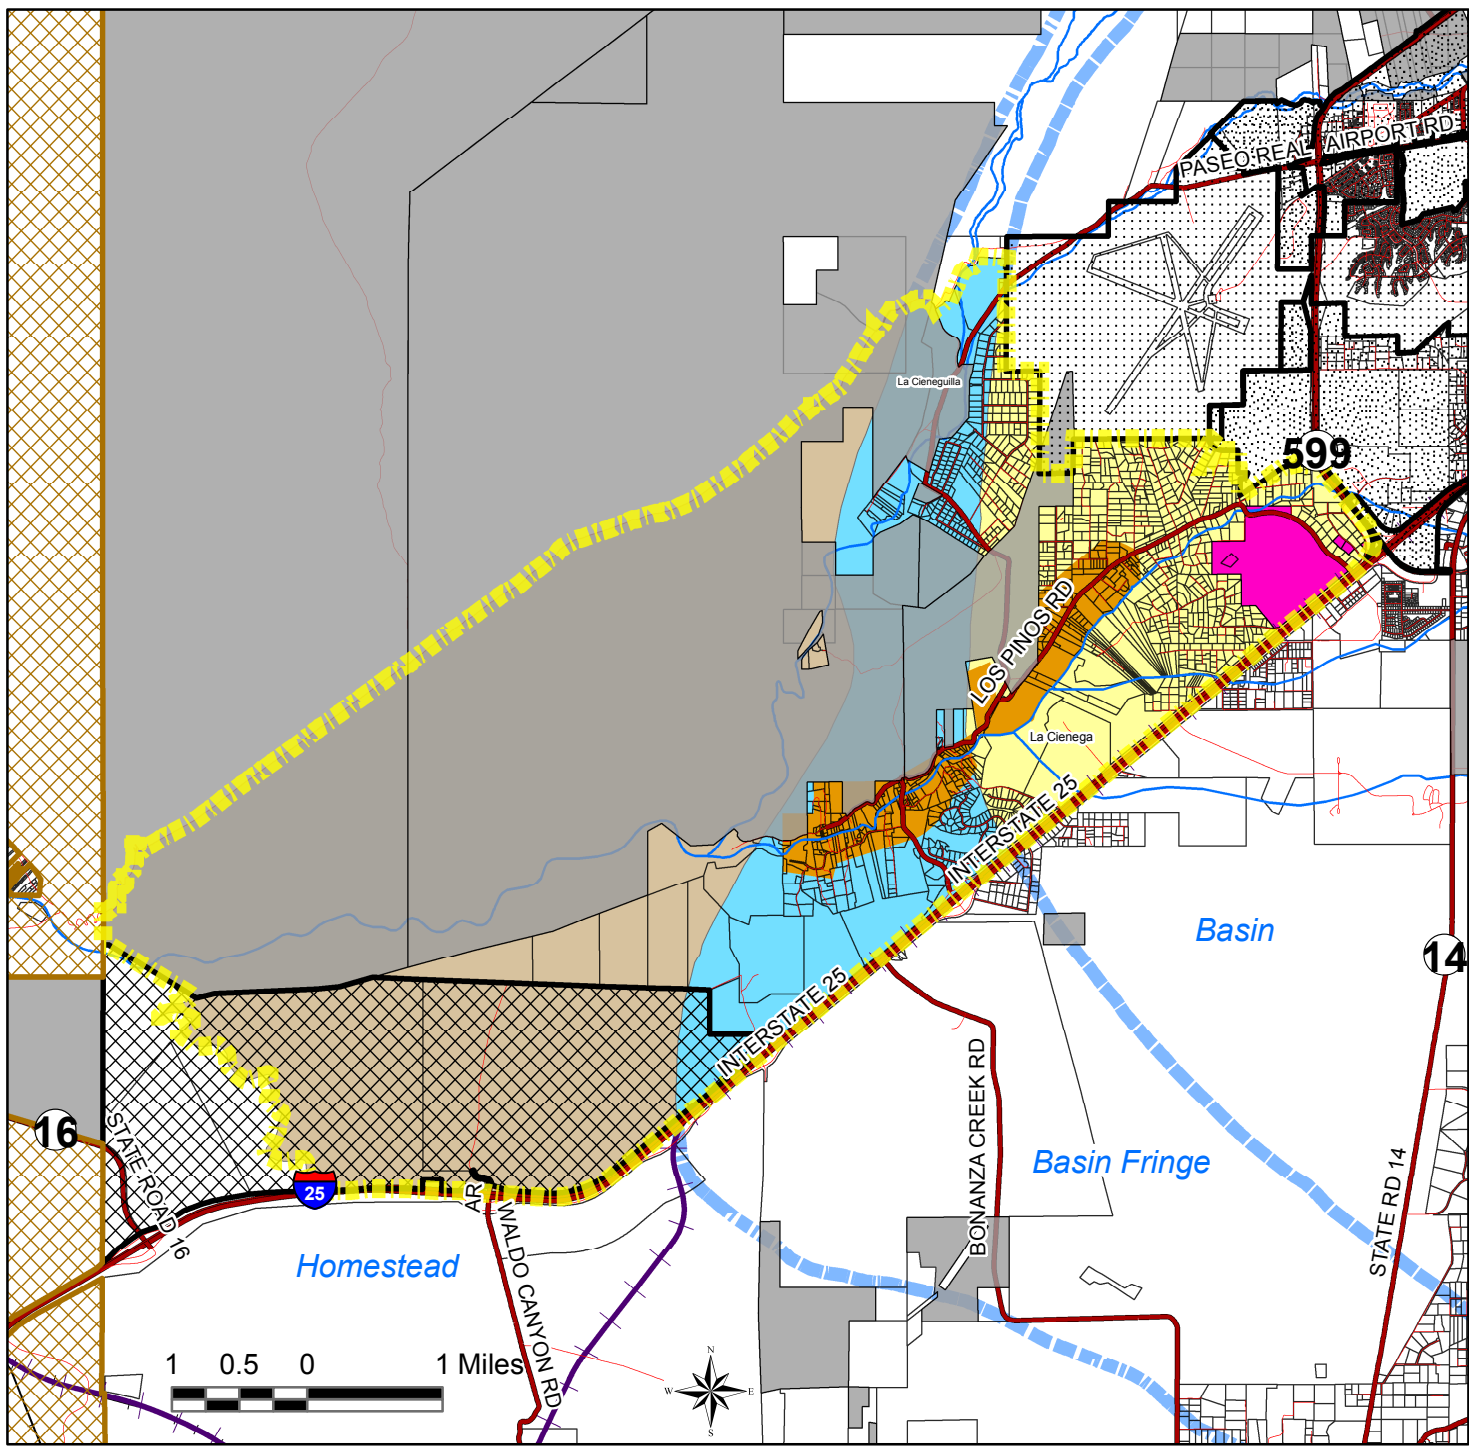 PASEO REAL
AIRPORT RD
La Cieneguilla
599
LOS PINOS RD
La Cienega
INTERSTATE 25
Basin
14
INTERSTATE 25
16
STATE ROAD 16
25
AR
WALDO CANYON RD
BONANZA CREEK RD
Basin Fringe
STATE RD 14
Homestead
1 0.5 0 1 Miles
N
W E
S